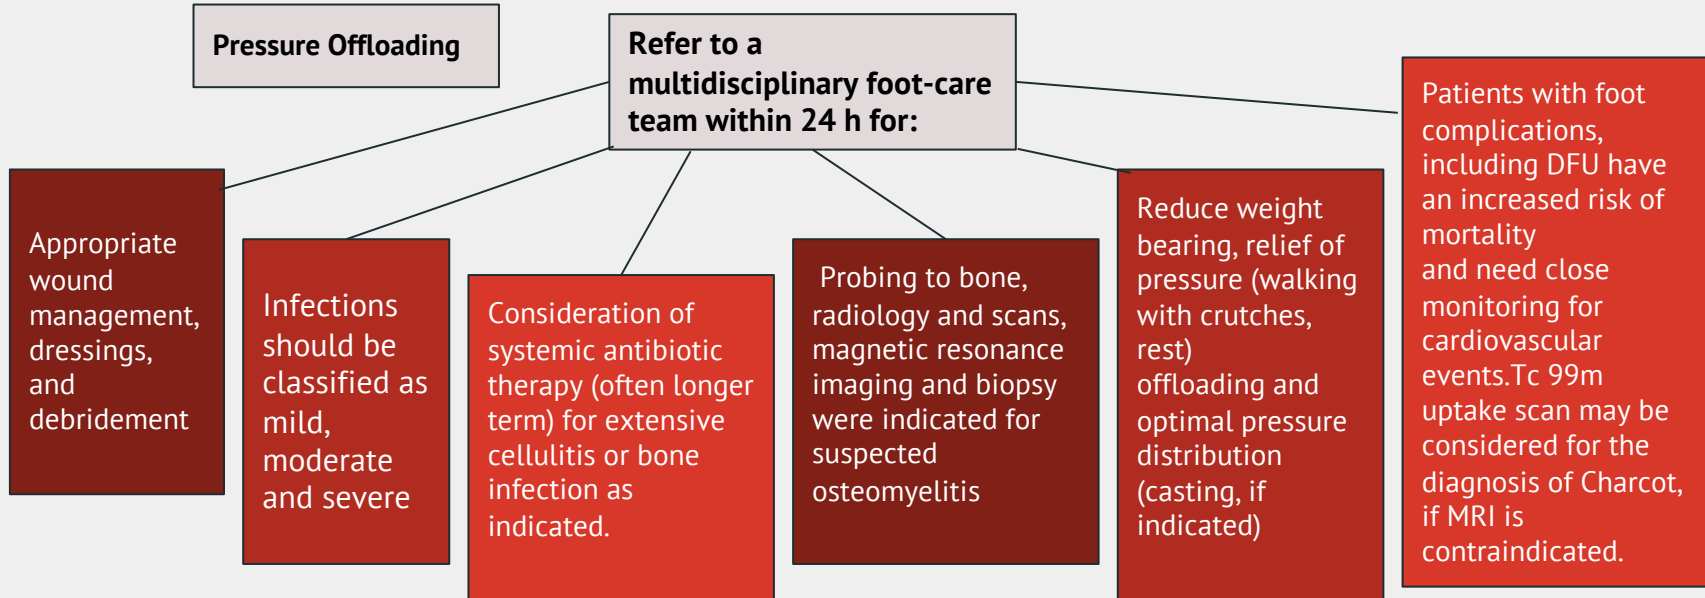 Pressure Offloading
Refer to a
multidisciplinary foot-care
team within 24 h for:
Appropriate
wound
management,
dressings,
and
debridement
Infections
should be
classified as
mild,
moderate
and severe
Consideration of
systemic antibiotic
therapy (often longer
term) for extensive
cellulitis or bone
infection as
indicated.
Probing to bone,
radiology and scans,
magnetic resonance
imaging and biopsy
were indicated for
suspected
osteomyelitis
Reduce weight
bearing, relief of
pressure (walking
with crutches,
rest)
offloading and
optimal pressure
distribution
(casting, if
indicated)
Patients with foot
complications,
including DFU have
an increased risk of
mortality
and need close
monitoring for
cardiovascular
events.Tc 99m
uptake scan may be
considered for the
diagnosis of Charcot,
if MRI is
contraindicated.